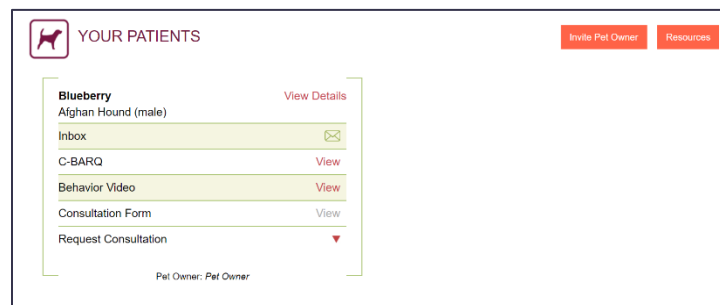 YOUR PATIENTS
Invite Pet Owner
Resources
Blueberry
View Details
Afghan Hound (male)
Inbox
C-BARQ
View
Behavior Video
View
Consultation Form
View
Request Consultation
Pet Owner: Pet Owner